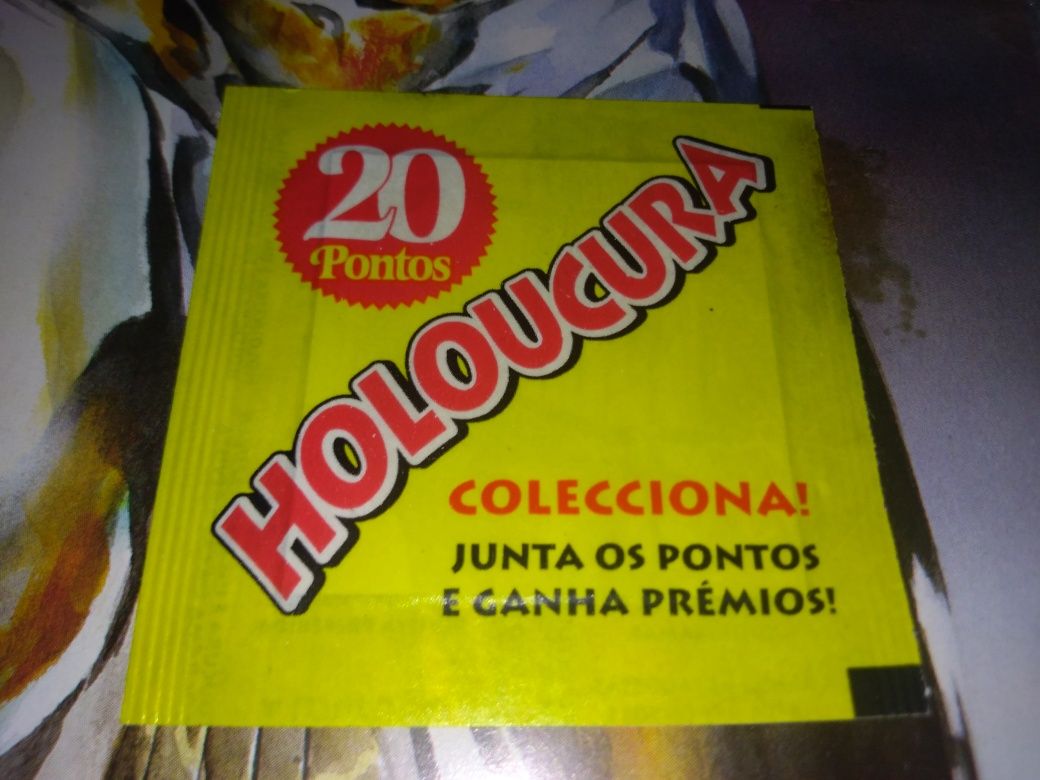 20
Pontos
HOLOUCURA
COLECCIONA!
JUNTA OS PONTOS
E GANHA PRÉMIOS!